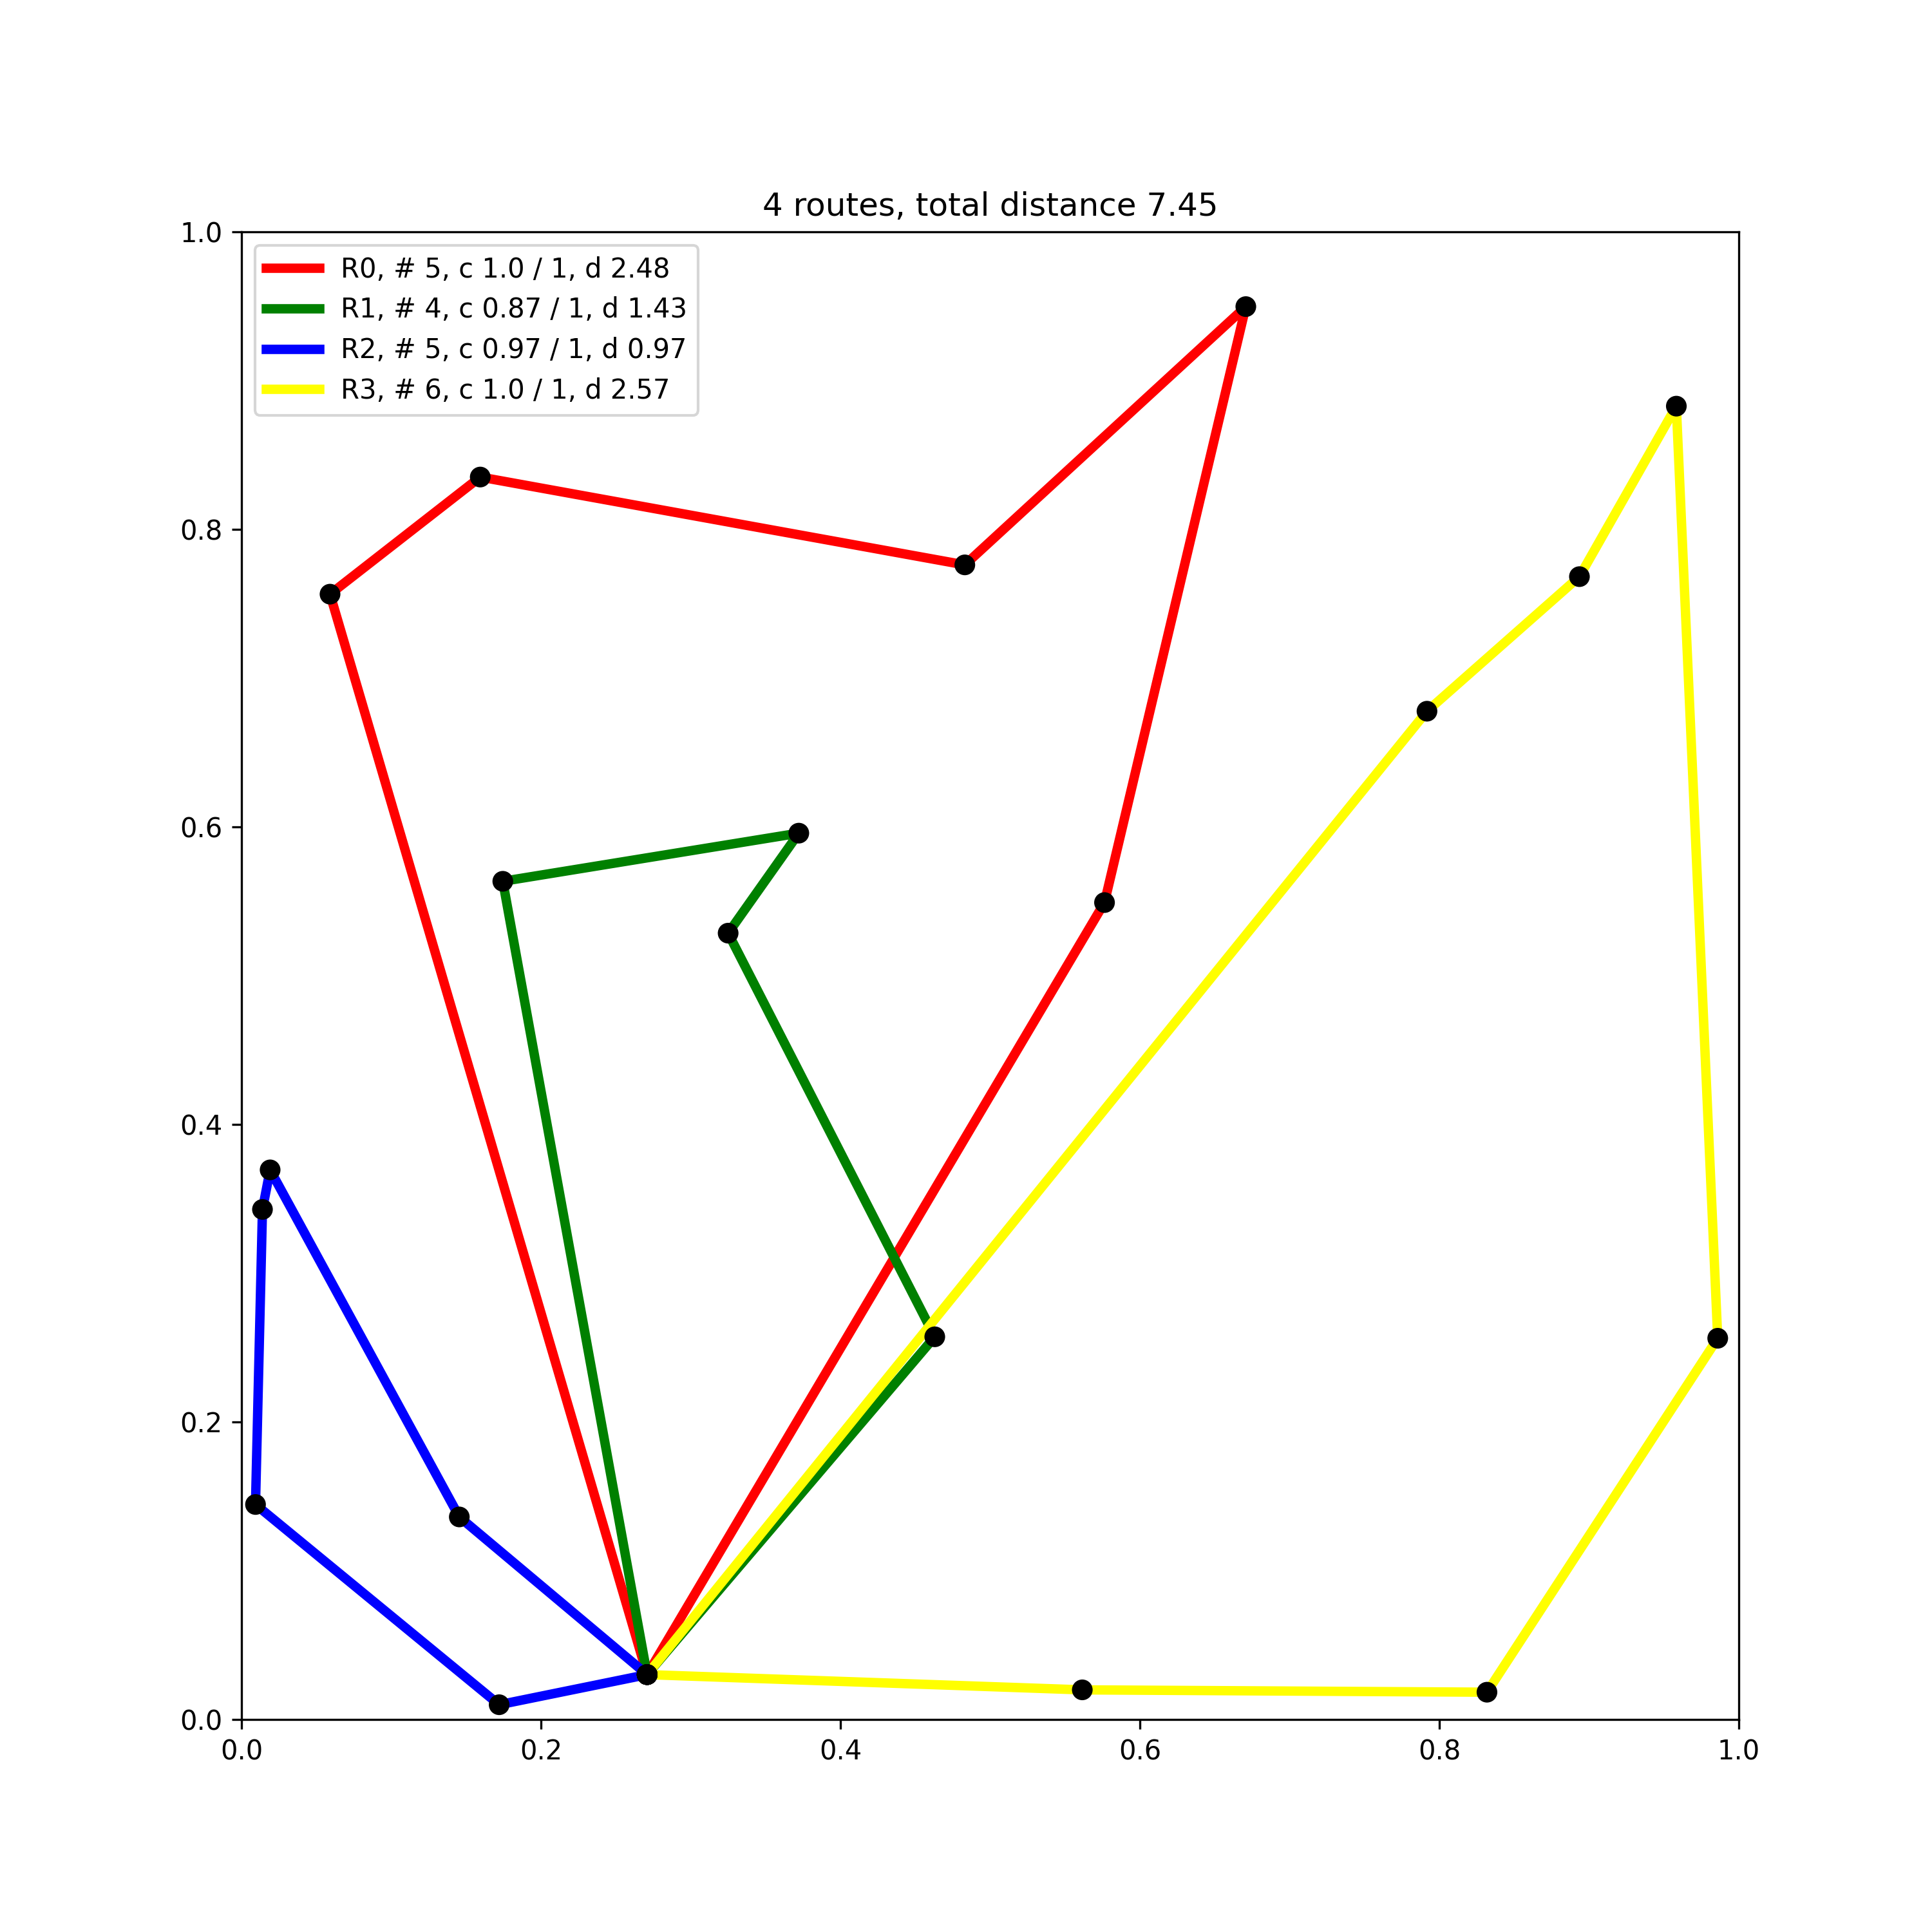 4 routes, total distance 7.45
1.0
R0, # 5, c 1.0 / 1, d 2.48
R1, # 4, c 0.87 / 1, d 1.43
R2, # 5, c 0.97 / 1, d 0.97
R3, # 6, c 1.0 / 1, d 2.57
0.8
0.6
0.4
0.2
0.0
0.0 0.2 0.4 0.6 0.8 1.0